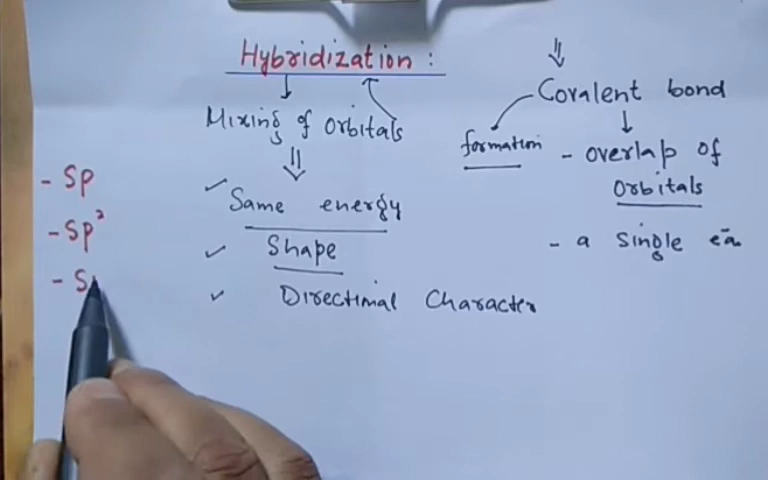 Hybridization :
Mixing of orbitals
Same energy
Shape
Directional Character
- Sp
- Sp²
- S
Covalent bond
formation
- overlap of
orbitals
- a single